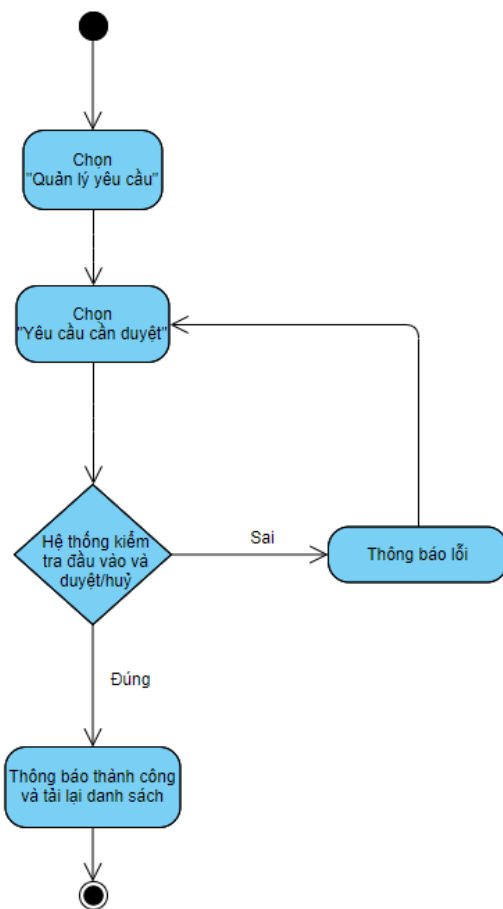 Chọn
"Quản lý yêu cầu"
Chọn
"Yêu cầu cần duyệt"
Hệ thống kiểm
tra đầu vào và
duyệt/huỷ
Sai
Thông báo lỗi
Đúng
Thông báo thành công
và tải lại danh sách